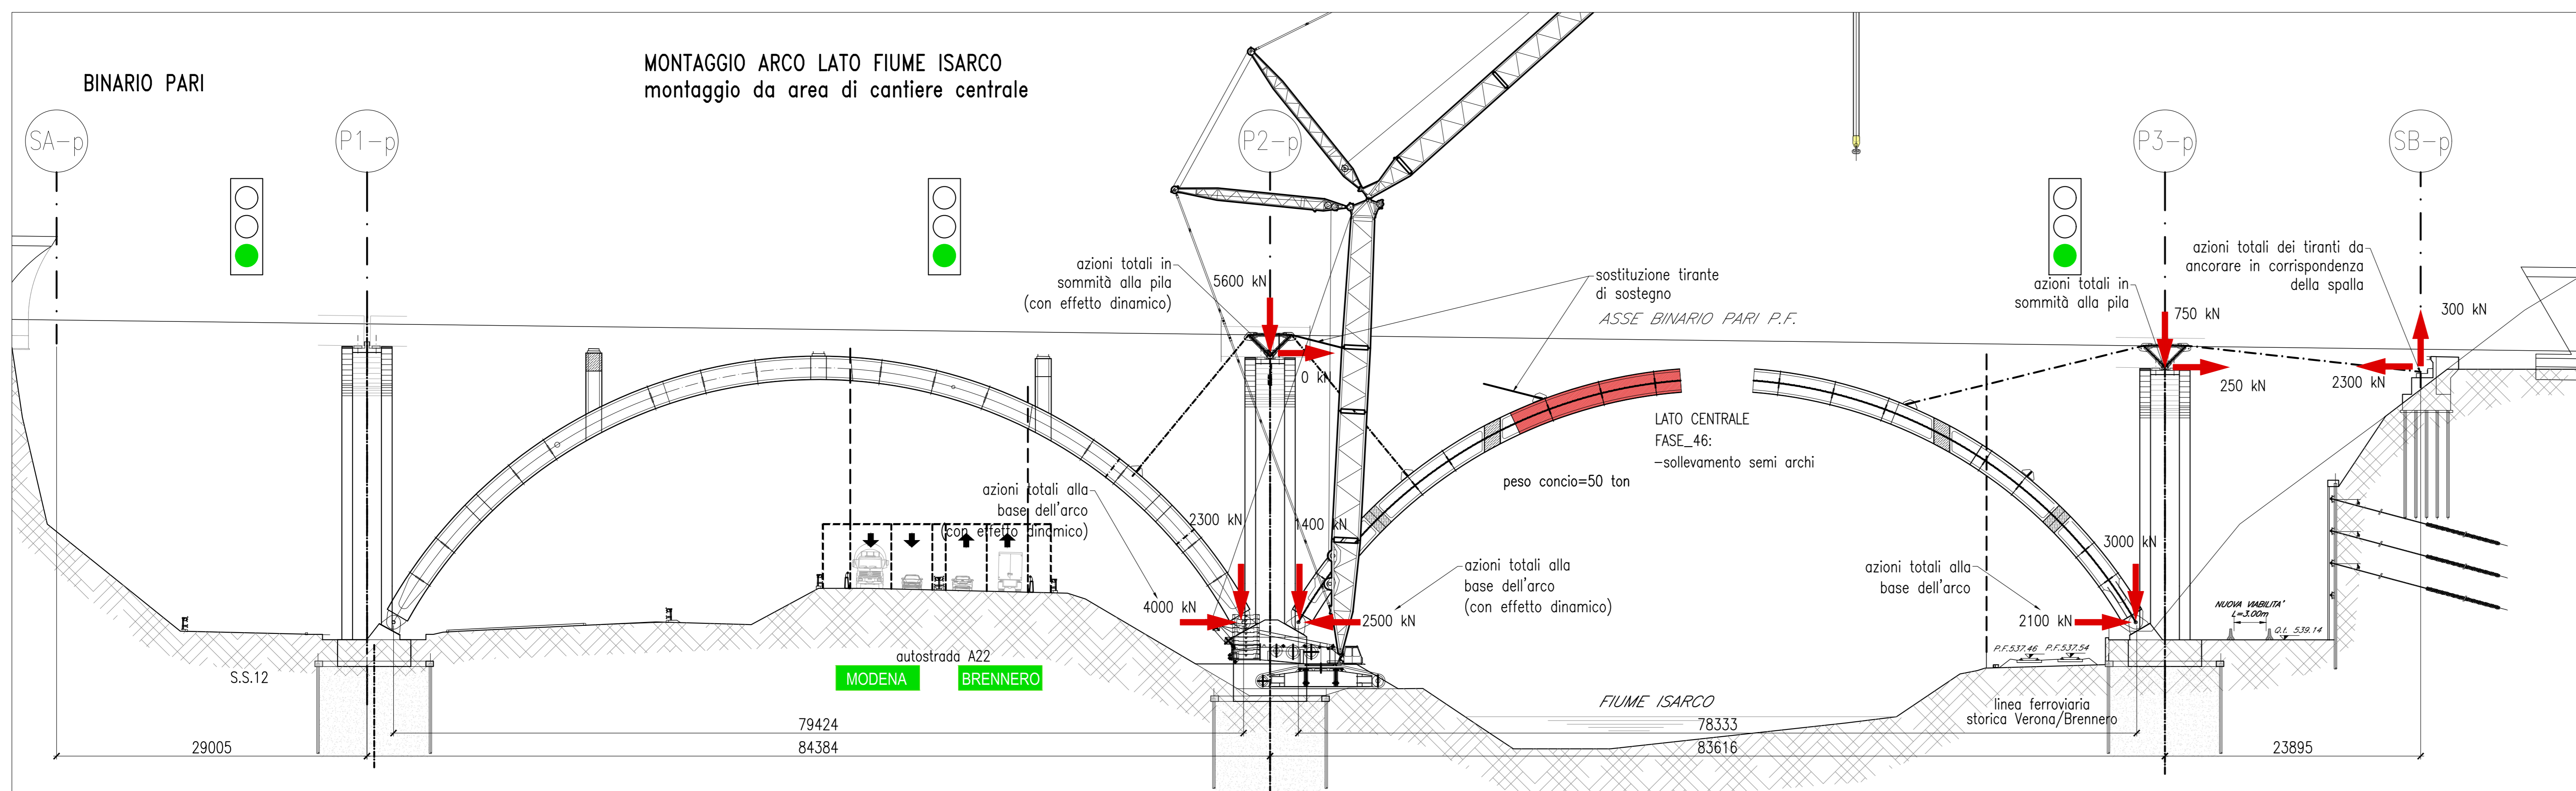 BINARIO PARI
MONTAGGIO ARCO LATO FIUME ISARCO
montaggio da area di cantiere centrale
SA-p
P1-p
P2-p
P3-p
SB-p
azioni totali in
sommità alla pila
(con effetto dinamico)
5600 kN
0 kN
sostituzione tirante
di sostegno
ASSE BINARIO PARI P.F.
azioni totali in
sommità alla pila
750 kN
250 kN
azioni totali dei tiranti da
ancorare in corrispondenza
della spalla
300 kN
2300 kN
LATO CENTRALE
FASE_46:
-sollevamento semi archi
peso concio=50 ton
azioni totali alla
base dell'arco
(con effetto dinamico)
2300 kN
1400 kN
4000 kN
2500 kN
azioni totali alla
base dell'arco
(con effetto dinamico)
azioni totali alla
base dell'arco
3000 kN
2100 kN
NUOVA VIABILITA'
L=3.00m
Q.t. 539.14
P.F.537.46
P.F.537.54
S.S.12
autostrada A22
MODENA
BRENNERO
FIUME ISARCO
linea ferroviaria
storica Verona/Brennero
79424
78333
29005
84384
83616
23895